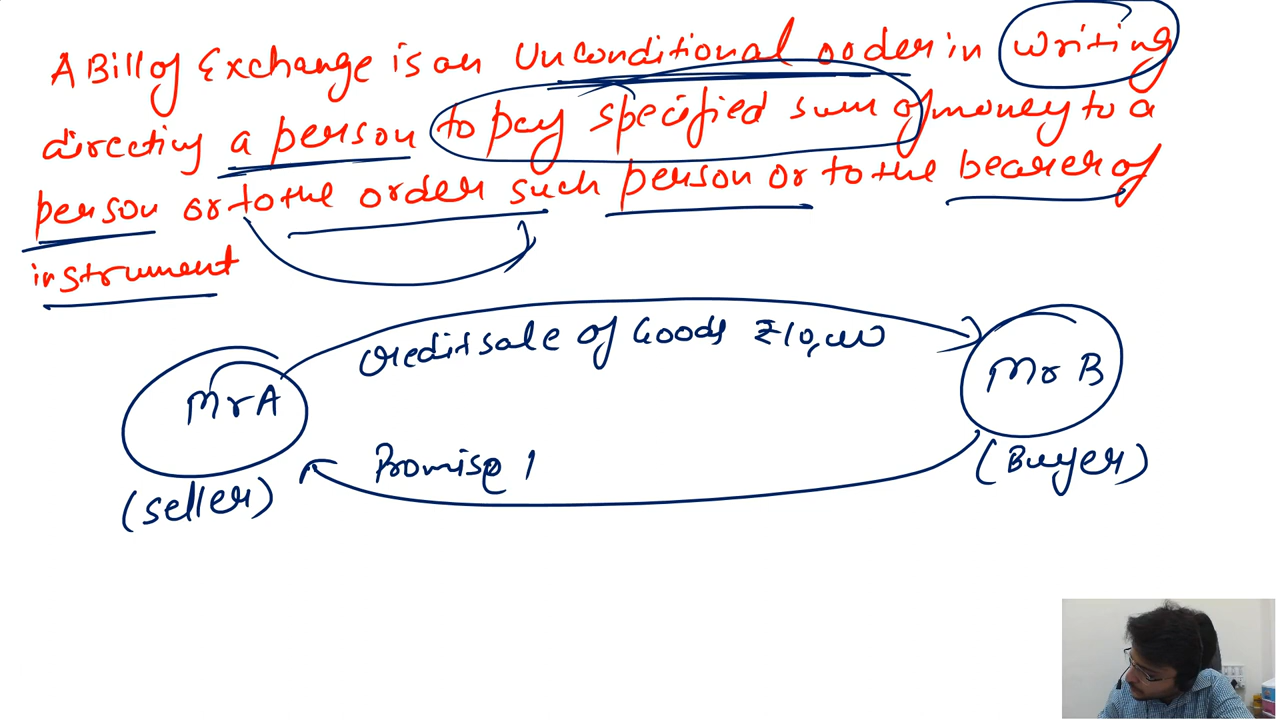 A Bill of Exchange is an Unconditional order in writing
directing a person to pay specified sum of money to a
person or to the order such person or to the bearer of
instrument
Credit sale of Goods ₹10,000
Mr A
Mr B
Promise
(Seller)
(Buyer)